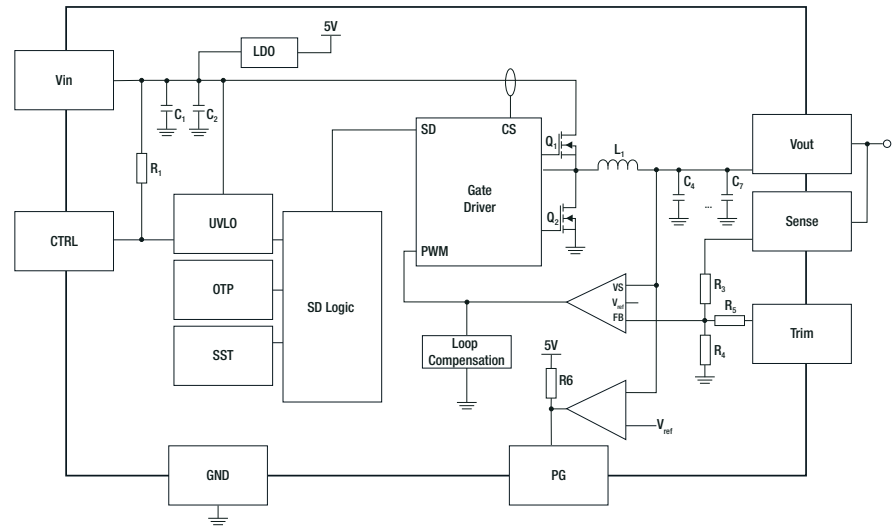 5V
LDO
Vin
C1
C2
R1
SD
CS
Q1
L1
Vout
Gate
Driver
C4
...
C7
Q2
Sense
CTRL
UVLO
PWM
OTP
SD Logic
VS
Vref
FB
R3
R5
Trim
R4
SST
Loop
Compensation
5V
R6
Vref
GND
PG